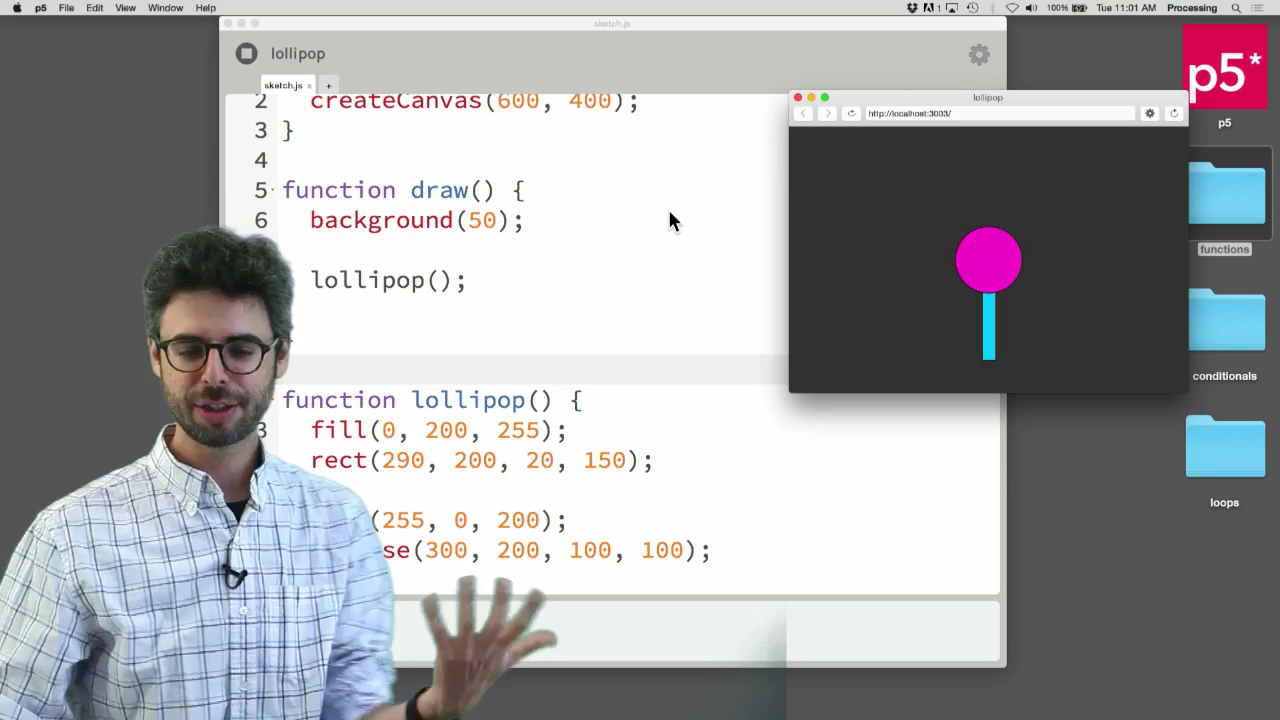 p5 File Edit View Window Help 1 100% Tue 11:01 AM Processing
sketch.js
lollipop
sketch.js x +
2 createCanvas(600, 400);
3 }
4
5 function draw() {
6 background(50);
lollipop();
function lollipop() {
fill(0, 200, 255);
rect(290, 200, 20, 150);
(255, 0, 200);
se(300, 200, 100, 100);
lollipop
http://localhost:3003/
p5*
p5
functions
conditionals
loops